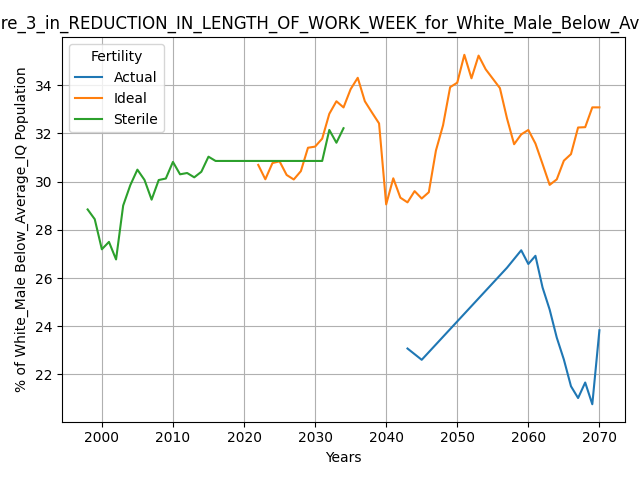 re_3_in_REDUCTION_IN_LENGTH_OF_WORK_WEEK_for_White_Male_Below_Av
Fertility
Actual
Ideal
Sterile
% of White_Male Below_Average_IQ Population
34
32
30
28
26
24
22
2000 2010 2020 2030 2040 2050 2060 2070
Years